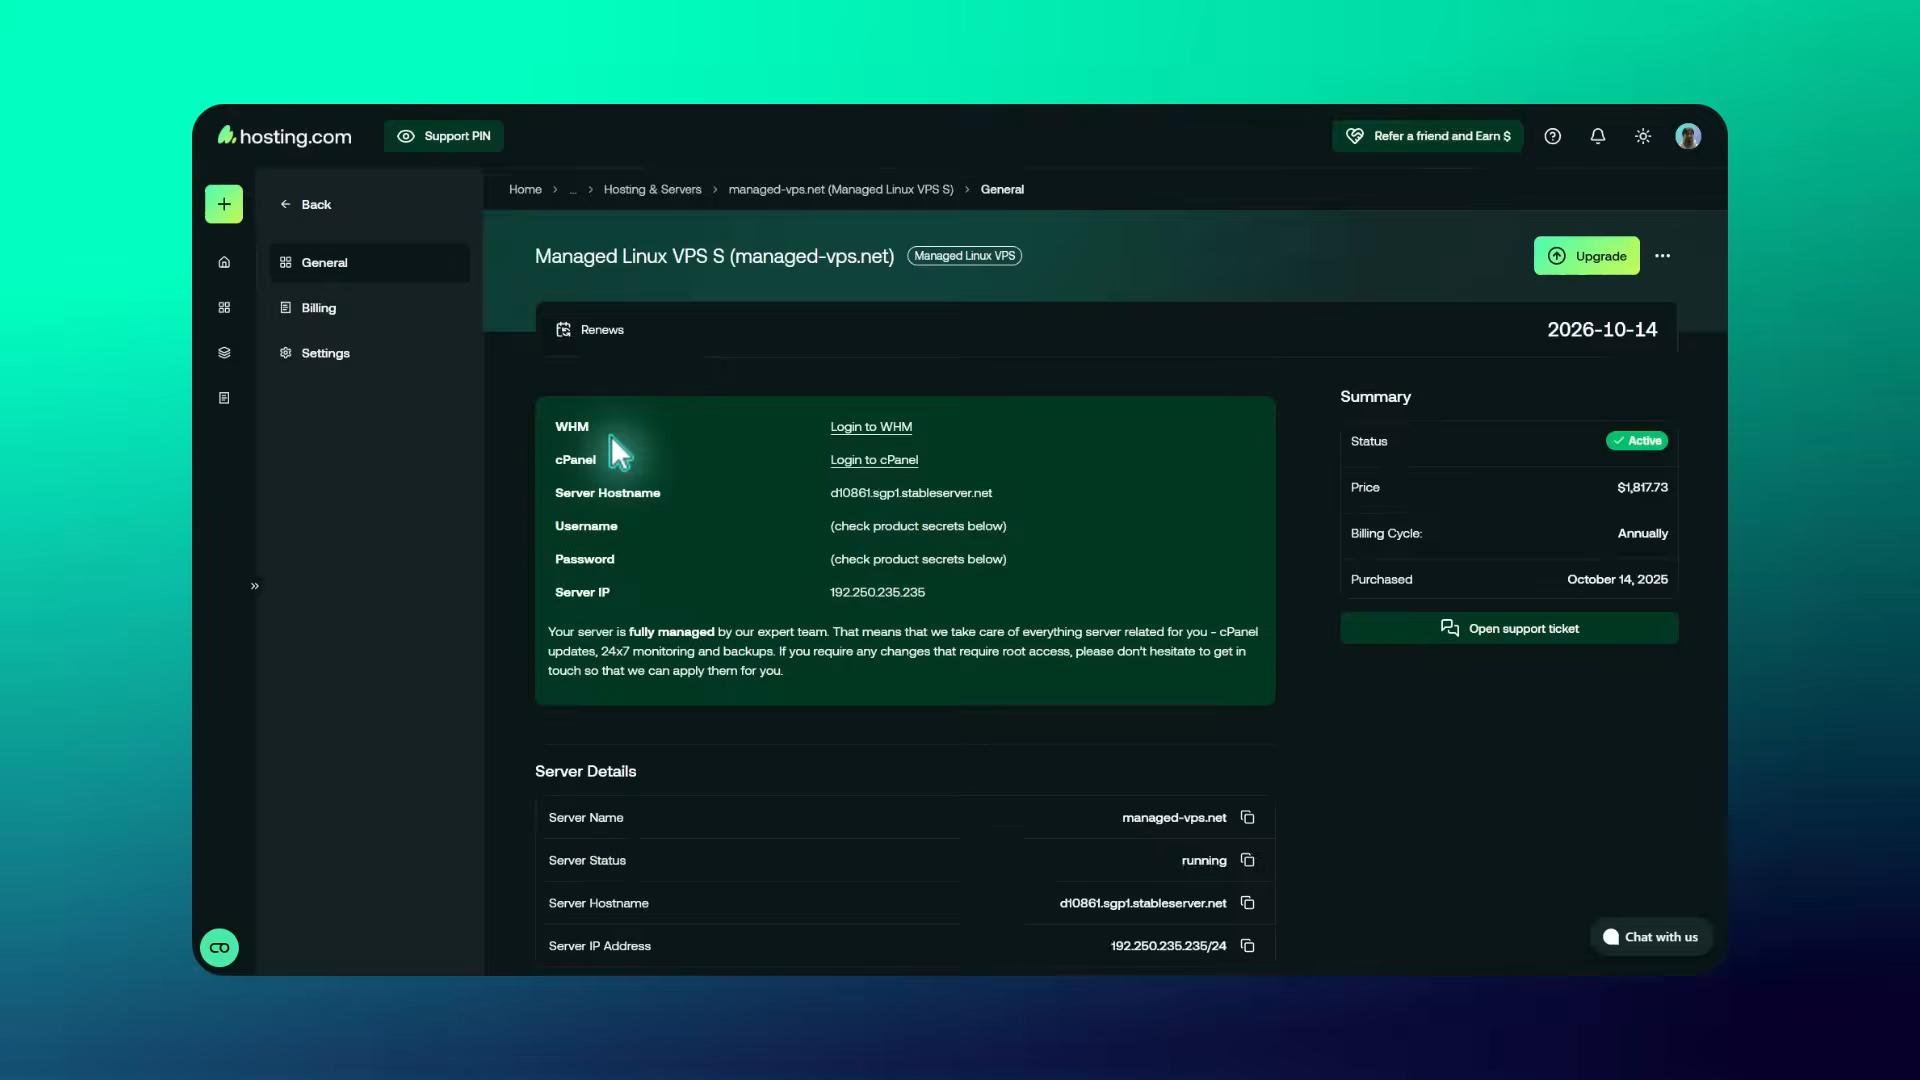 hosting.com
Support PIN
Refer a friend and Earn $
Back
General
Billing
Settings
Home > ... > Hosting & Servers > managed-vps.net (Managed Linux VPS S) > General
Managed Linux VPS S (managed-vps.net)
Managed Linux VPS
Upgrade
Renews
2026-10-14
WHM
Login to WHM
cPanel
Login to cPanel
Server Hostname
d10861.sgp1.stableserver.net
Username
(check product secrets below)
Password
(check product secrets below)
Server IP
192.250.235.235
Your server is fully managed by our expert team. That means that we take care of everything server related for you - cPanel
updates, 24x7 monitoring and backups. If you require any changes that require root access, please don't hesitate to get in
touch so that we can apply them for you.
Summary
Status
Active
Price
$1,817.73
Billing Cycle:
Annually
Purchased
October 14, 2025
Open support ticket
Server Details
Server Name
managed-vps.net
Server Status
running
Server Hostname
d10861.sgp1.stableserver.net
Server IP Address
192.250.235.235/24
Chat with us